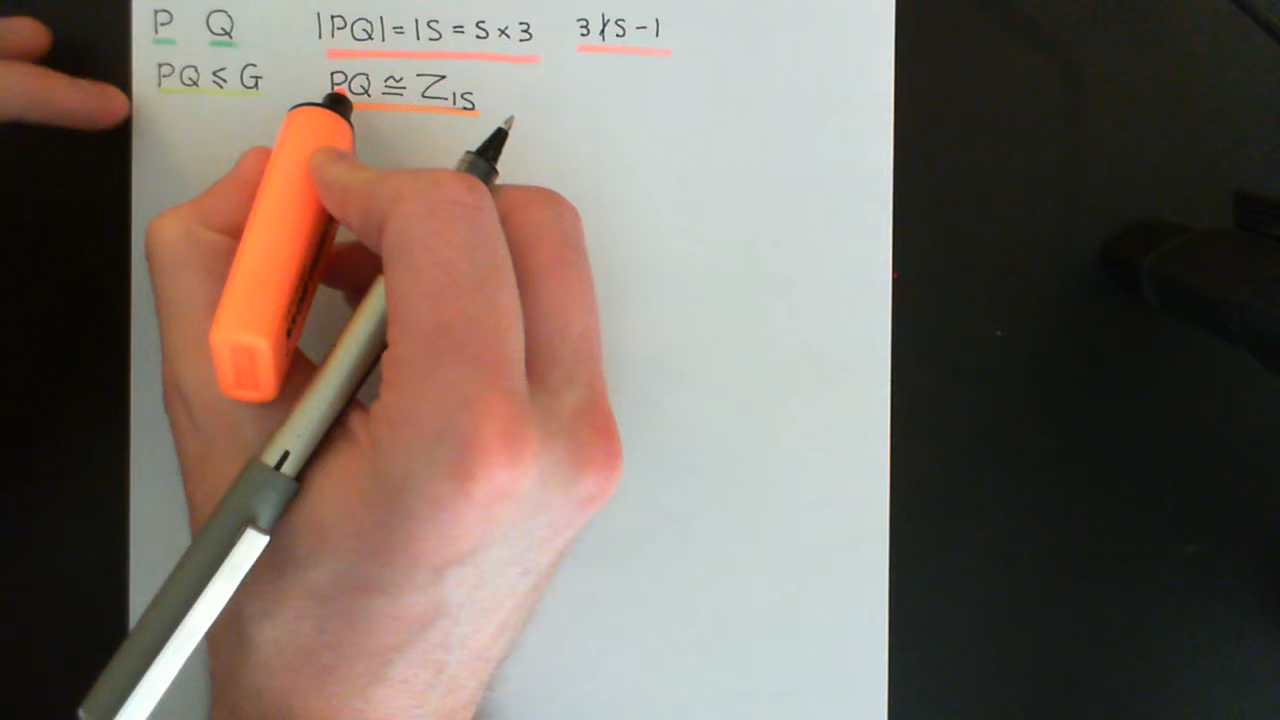 P Q |PQ| = 15 = 5 × 3 3 ∤ 5 - 1
PQ ≤ G PQ ≅ Z₁₅